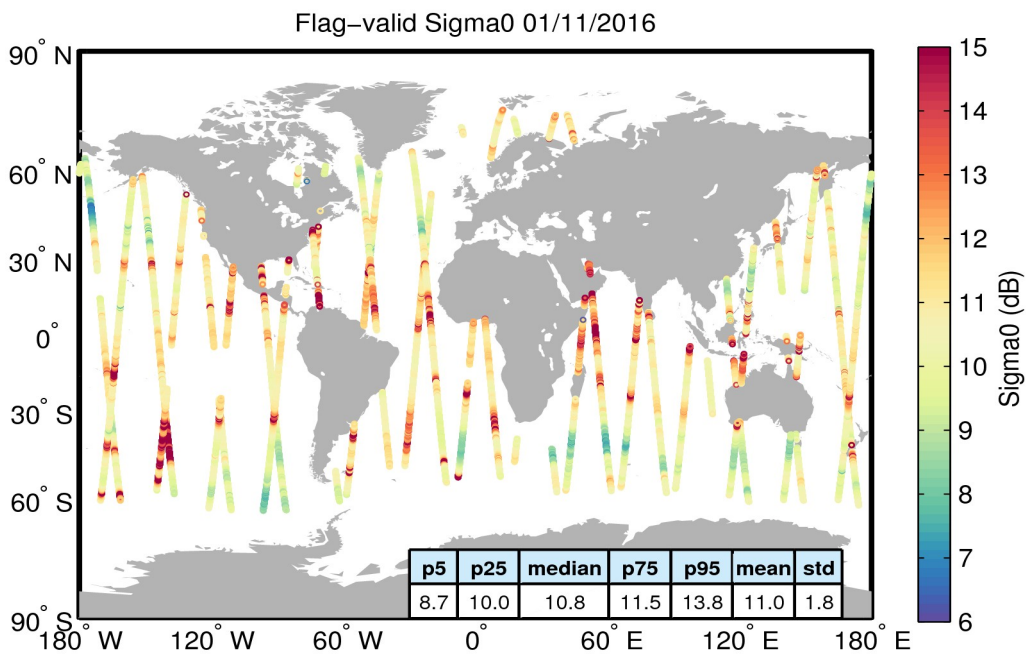 Flag−valid Sigma0 01/11/2016
90° N
60° N
30° N
0°
30° S
60° S
90° S
180° W
120° W
60° W
0°
60° E
120° E
180° E
p5 p25 median p75 p95 mean std
8.7 10.0 10.8 11.5 13.8 11.0 1.8
15
14
13
12
11
10
9
8
7
6
Sigma0 (dB)